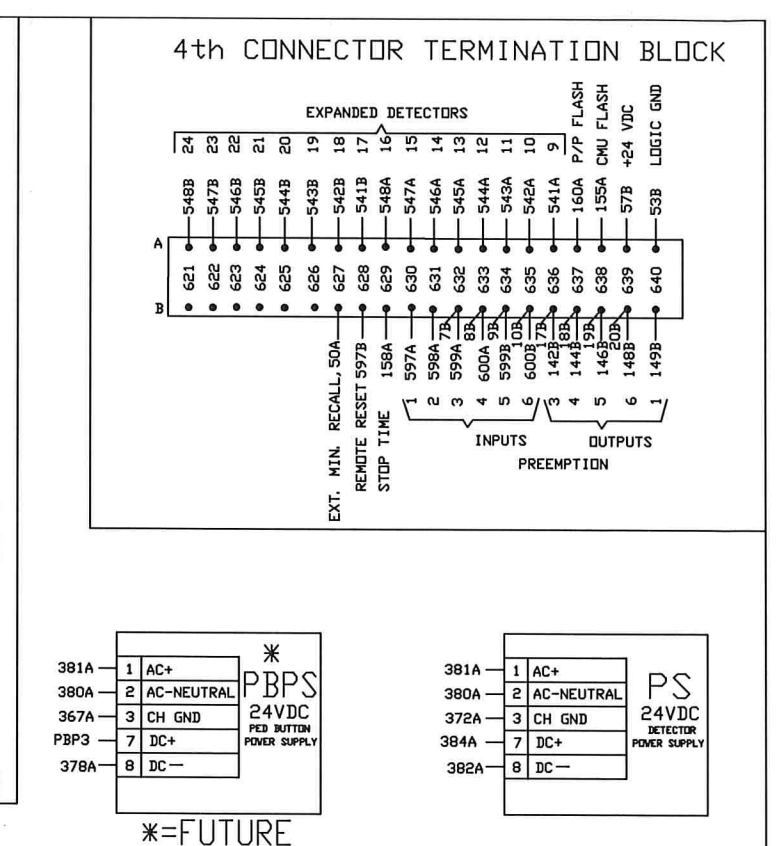 4th CONNECTOR TERMINATION BLOCK
EXPANDED DETECTORS
24 23 22 21 20 19 18 17 16 15 14 13 12 11 10 9 P/P FLASH CMU FLASH +24 VDC LOGIC GND
548B 547B 546B 545B 544B 543B 542B 541B 548A 547A 546A 545A 544A 543A 542A 541A 160A 155A 57B 53B
A
621 622 623 624 625 626 627 628 629 630 631 632 633 634 635 636 637 638 639 640
B
7B 8B 9B 10B 17B 18B 19B 20B
EXT. MIN. RECALL, 50A REMOTE RESET 597B STOP TIME 158A 597A 598A 599A 600A 599B 600B 142B 144B 146B 148B 149B
1 2 3 4 5 6 3 4 5 6 1
INPUTS OUTPUTS
PREEMPTION
381A 1 AC+
380A 2 AC-NEUTRAL
367A 3 CH GND
PBP3 7 DC+
378A 8 DC—
*
PBPS
24VDC
PED BUTTON
POWER SUPPLY
*=FUTURE
381A 1 AC+
380A 2 AC-NEUTRAL
372A 3 CH GND
384A 7 DC+
382A 8 DC—
PS
24VDC
DETECTOR
POWER SUPPLY